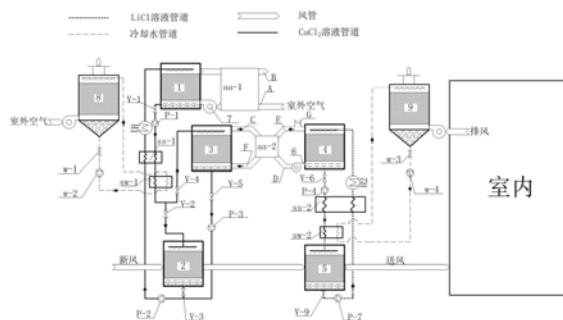 LiCl溶液管道
风管
冷却水管道
CaCl₂溶液管道
V-1
P-1
1
B
aa-1
A
室外空气
7
8
室外空气
w-1
w-2
ss-1
sw-1
V-4
V-2
3
C
F
aa-2
E
G
6
D
4
V-5
P-3
V-6
P-4
ss-2
sw-2
9
排风
w-3
w-4
室内
新风
2
P-2
V-3
5
送风
V-9
P-7